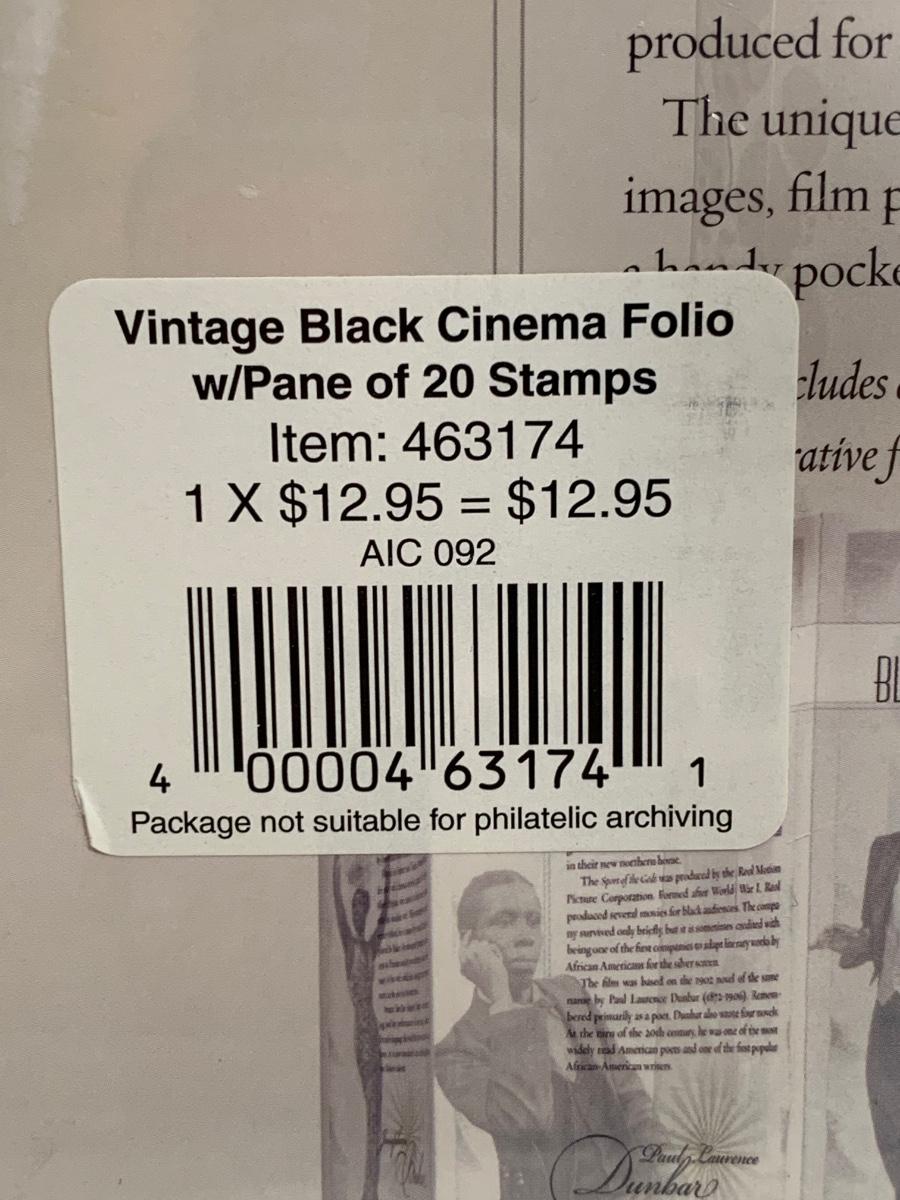 produced for
The unique
images, film p
a handy pocke
cludes
rative f
Vintage Black Cinema Folio
w/Pane of 20 Stamps
Item: 463174
1 X $12.95 = $12.95
AIC 092
4 00004 63174 1
Package not suitable for philatelic archiving
BL
in their new northern home.
The Sport of the Gods was produced by the Reol Motion
Picture Corporation. Formed after World War I, Reol
produced several movies for black audiences. The compa
ny survived only briefly, but it is sometimes credited with
being one of the first companies to adapt literary works by
African Americans for the silver screen.
The film was based on the 1902 novel of the same
name by Paul Laurence Dunbar (1872-1906). Remem-
bered primarily as a poet, Dunbar also wrote four novels.
At the turn of the 20th century, he was one of the most
widely read American poets and one of the first popular
African-American writers.
Paul Laurence
Dunbar